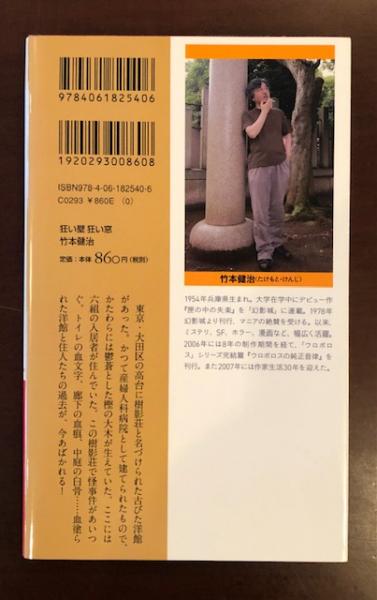 9784061825406
1920293008608
ISBN978-4-06-182540-6
C0293 ¥860E (0)
狂い壁 狂い窓
竹本健治
定価：本体860円(税別)
竹本健治(たけもと・けんじ)
1954年兵庫県生まれ。大学在学中にデビュー作
『匣の中の失楽』を「幻影城」に連載。1978年
幻影城より刊行、マニアの絶賛を受ける。以来、
ミステリ、SF、ホラー、漫画など、幅広く活躍。
2006年には8年の制作期間を経て、「ウロボロ
ス」シリーズ完結篇『ウロボロスの純正音律』を
刊行。また2007年には作家生活30年を迎えた。
東京・大田区の高台に樹影荘と名づけられた古びた洋館
があった。かつて産婦人科病院として建てられたもので、
かたわらには鬱蒼とした樫の大木が生えていた。ここには
六組の入居者が住んでいた。この樹影荘で怪事件があいつ
ぐ。トイレの血文字、廊下の血痕、中庭の白骨……血塗ら
れた洋館と住人たちの過去が、今あばかれる！